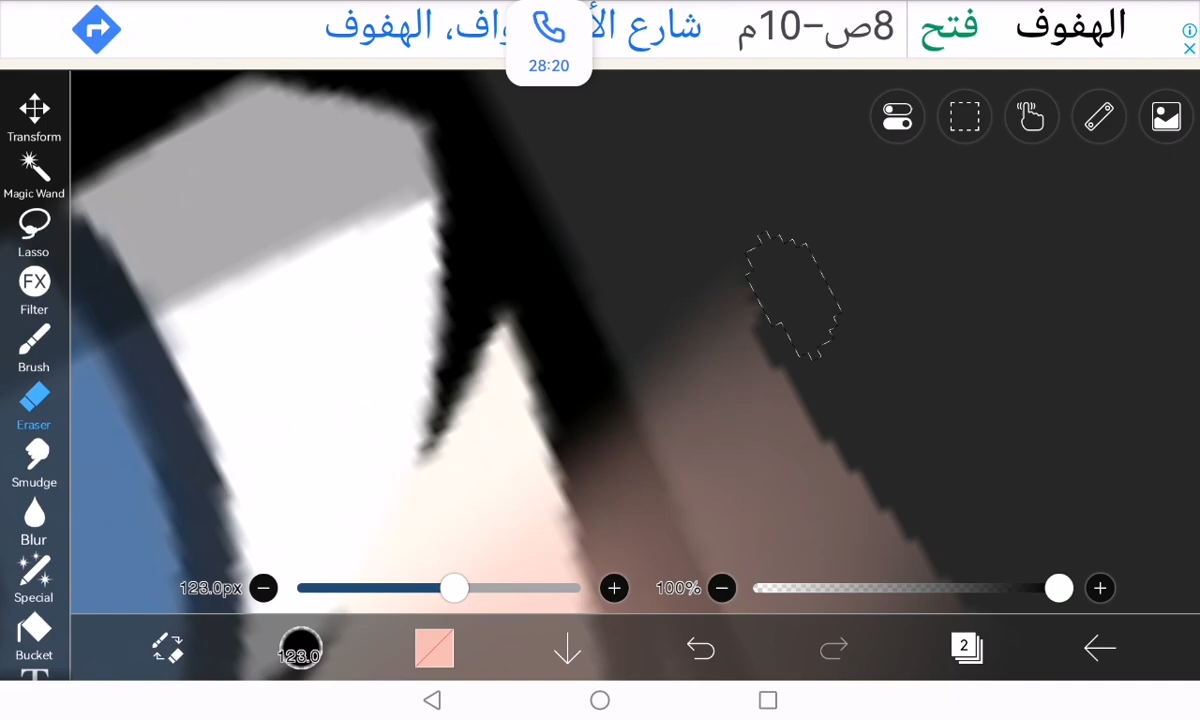 الهفوف
فتح
8ص–10م
شارع
واف، الهفوف
28:20
Transform
Magic Wand
Lasso
FX
Filter
Brush
Eraser
Smudge
Blur
Special
Bucket
123.0px
100%
123.0
2